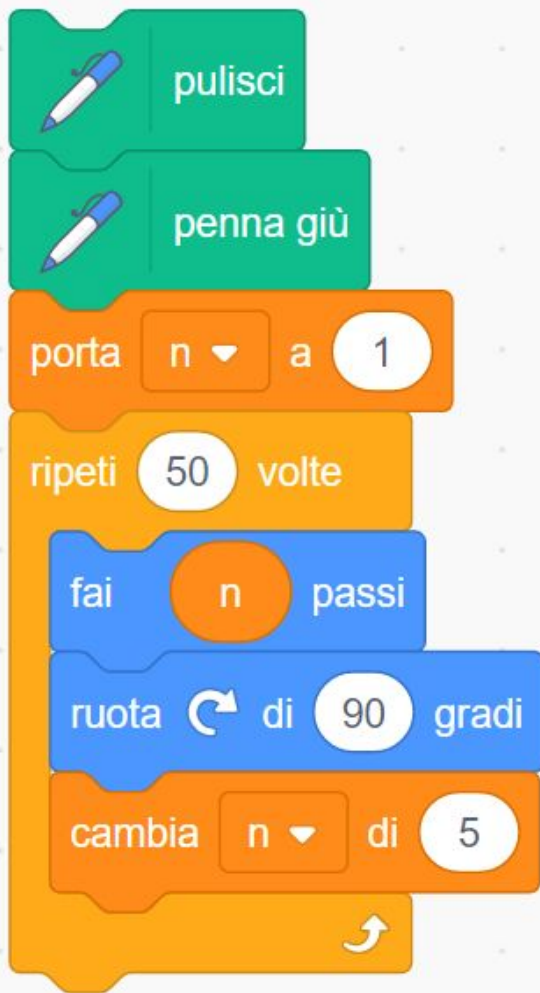 pulisci
penna giù
porta n a 1
ripeti 50 volte
fai n passi
ruota di 90 gradi
cambia n di 5